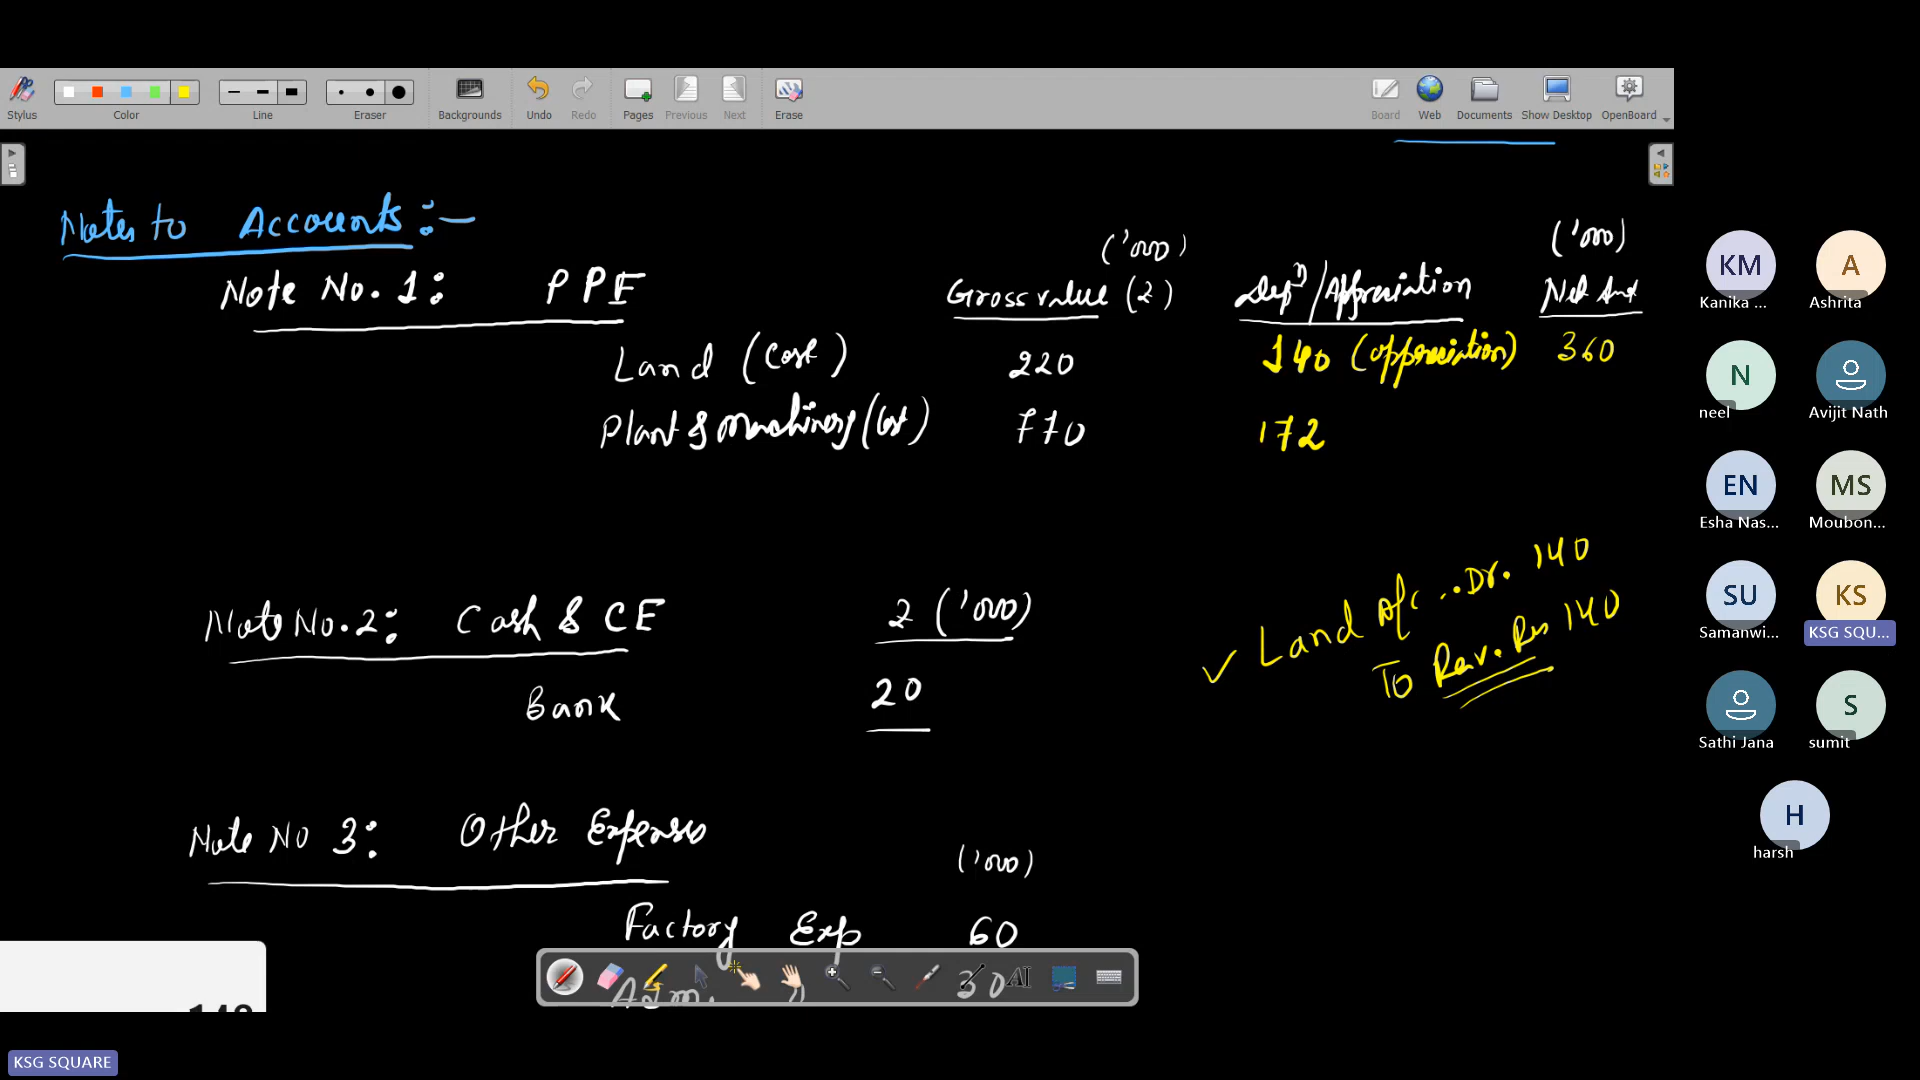 Stylus Color Line Eraser Backgrounds Undo Redo Pages Previous Next Erase Board Web Documents Show Desktop OpenBoard
Notes to Accounts:—
('000) ('000)
Note No. 1: PPE Gross value (₹) Depn/Appreciation Net Amt
Land (Cost) 220 140 (appreciation) 360
Plant & Machinery (Cost) 770 172
Note No. 2: Cash & CE ₹ ('000)
Bank 20
✓ Land A/c ...Dr. 140
To Rev. Res 140
Note No 3: Other Expenses
('000)
Factory Exp 60
Adm. 30
AI
KM A
Kanika ... Ashrita
N
neel Avijit Nath
EN MS
Esha Nas... Moubon...
SU KS
Samanwi... KSG SQU...
S
Sathi Jana sumit
H
harsh
KSG SQUARE